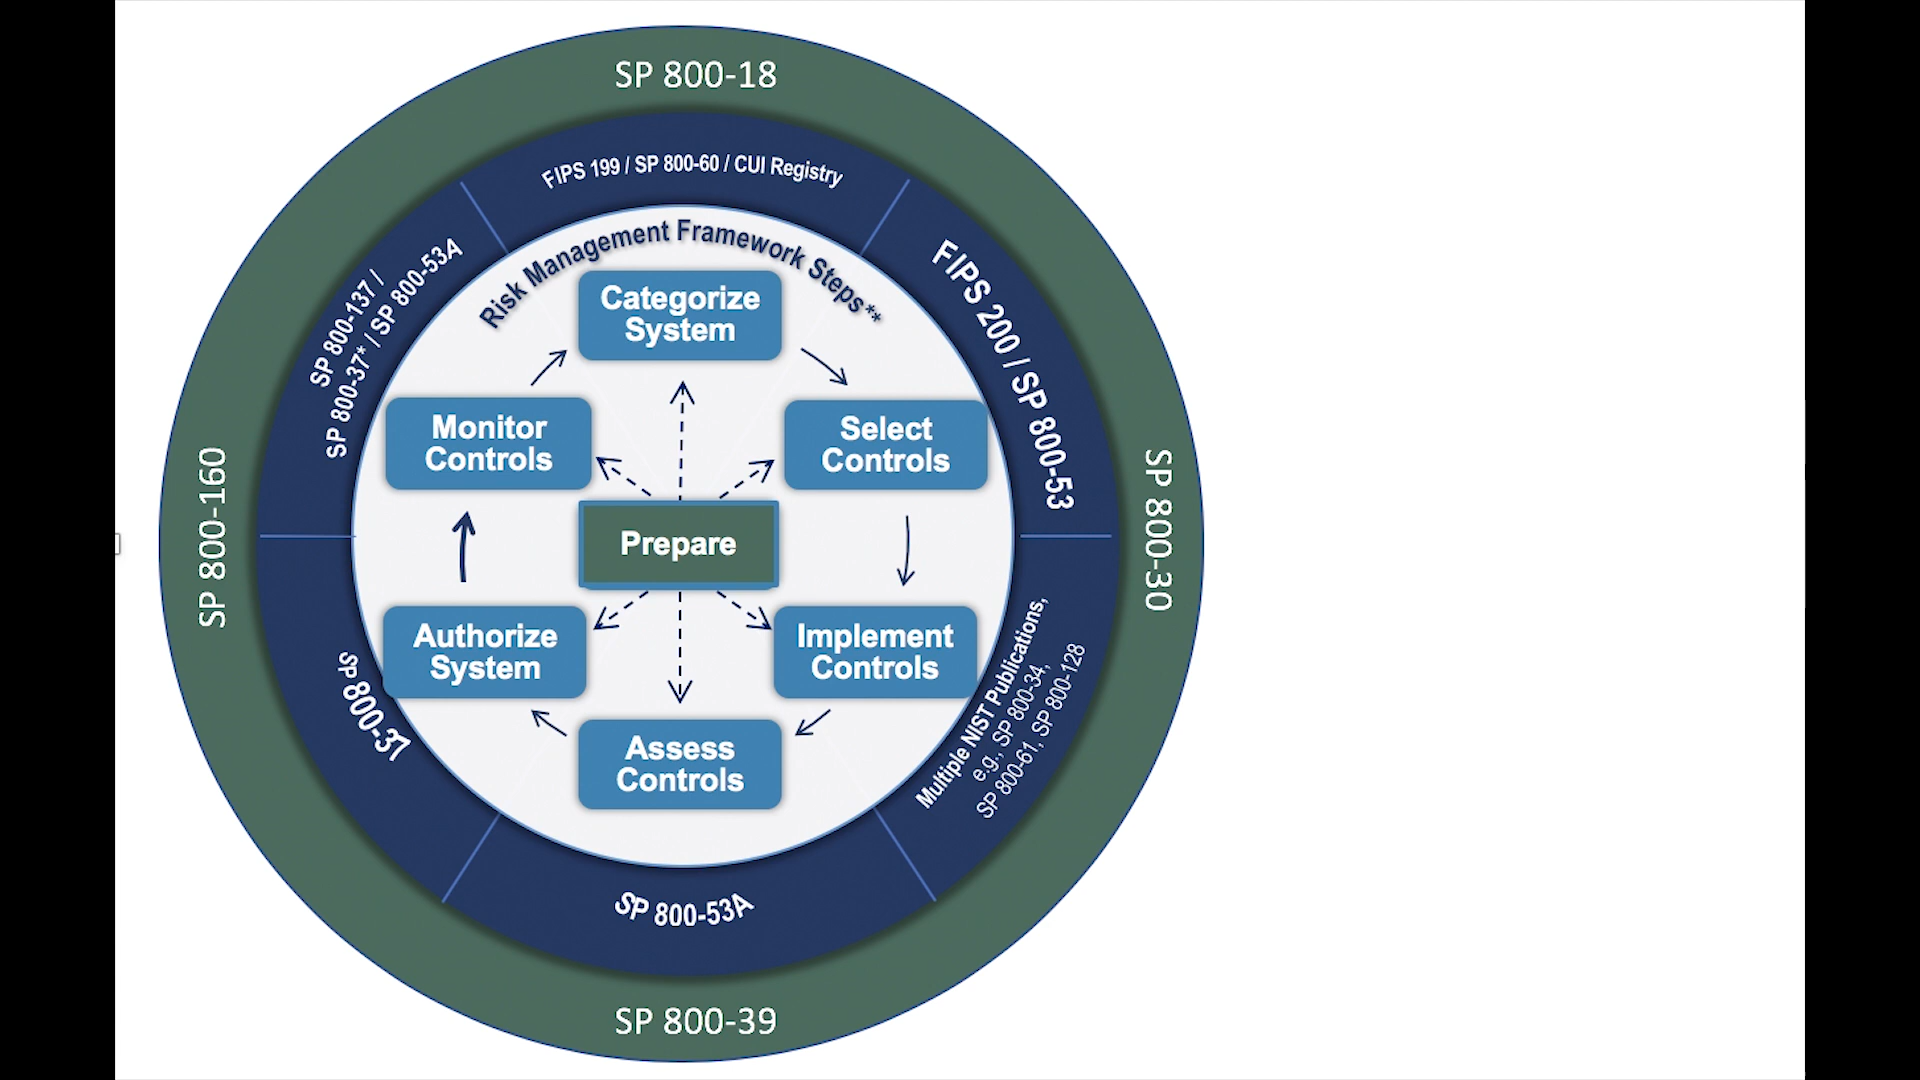 SP 800-18
FIPS 199 / SP 800-60 / CUI Registry
FIPS 200 / SP 800-53
SP 800-30
Multiple NIST Publications,
e.g., SP 800-34,
SP 800-61, SP 800-128
SP 800-53A
SP 800-39
SP 800-37
SP 800-160
SP 800-137 /
SP 800-37* / SP 800-53A
Risk Management Framework Steps**
Categorize
System
Select
Controls
Implement
Controls
Assess
Controls
Authorize
System
Monitor
Controls
Prepare